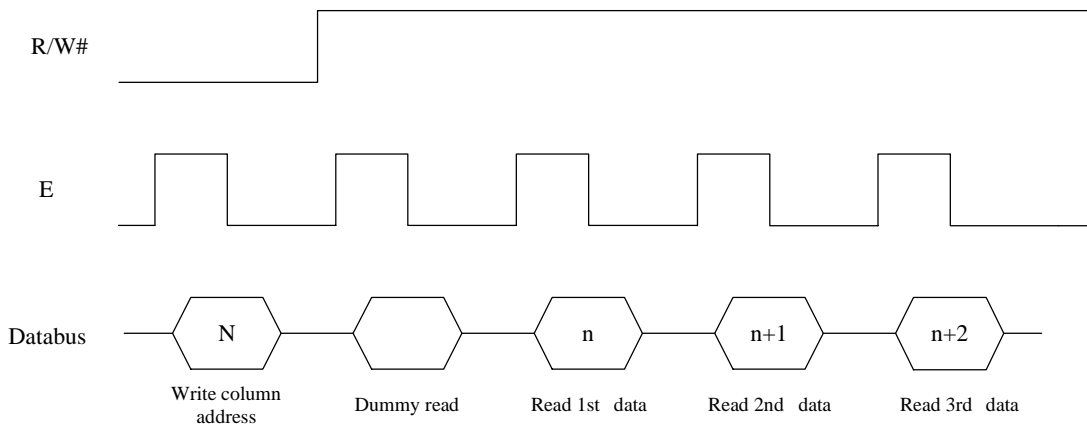 R/W#
E
Databus
N
n
n+1
n+2
Write column
address
Dummy read
Read 1st data
Read 2nd data
Read 3rd data